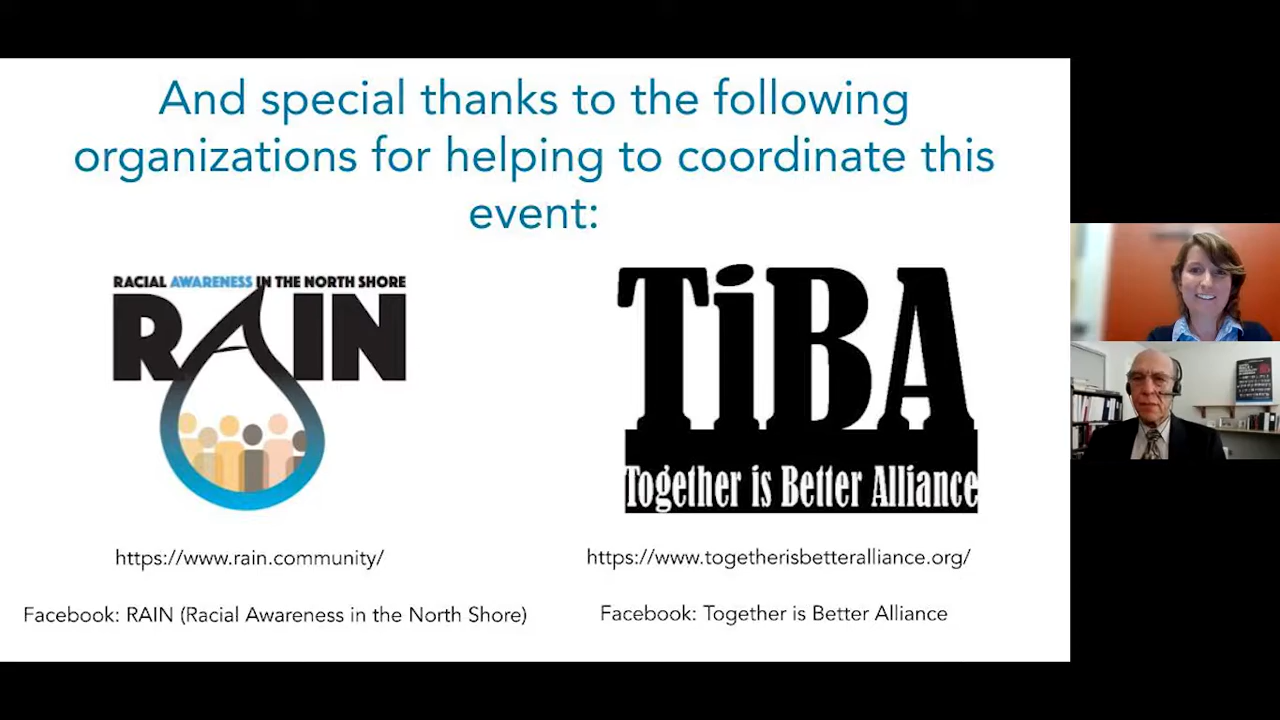 And special thanks to the following
organizations for helping to coordinate this
event:
RACIAL AWARENESS IN THE NORTH SHORE
RAIN
TiBA
Together is Better Alliance
https://www.rain.community/
https://www.togetherisbetteralliance.org/
Facebook: RAIN (Racial Awareness in the North Shore)
Facebook: Together is Better Alliance